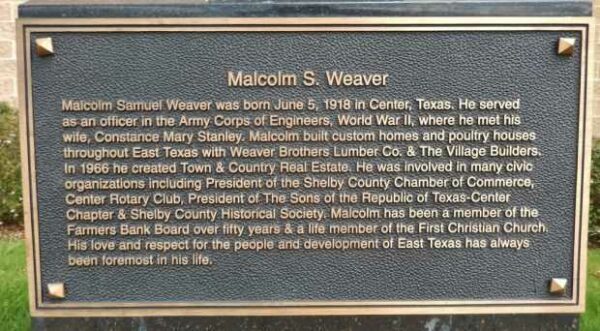 Malcolm S. Weaver
Malcolm Samuel Weaver was born June 5, 1918 in Center, Texas. He served
as an officer in the Army Corps of Engineers, World War II, where he met his
wife, Constance Mary Stanley. Malcolm built custom homes and poultry houses
throughout East Texas with Weaver Brothers Lumber Co. & The Village Builders.
In 1966 he created Town & Country Real Estate. He was involved in many civic
organizations including President of the Shelby County Chamber of Commerce,
Center Rotary Club, President of The Sons of the Republic of Texas-Center
Chapter & Shelby County Historical Society. Malcolm has been a member of the
Farmers Bank Board over fifty years & a life member of the First Christian Church.
His love and respect for the people and development of East Texas has always
been foremost in his life.